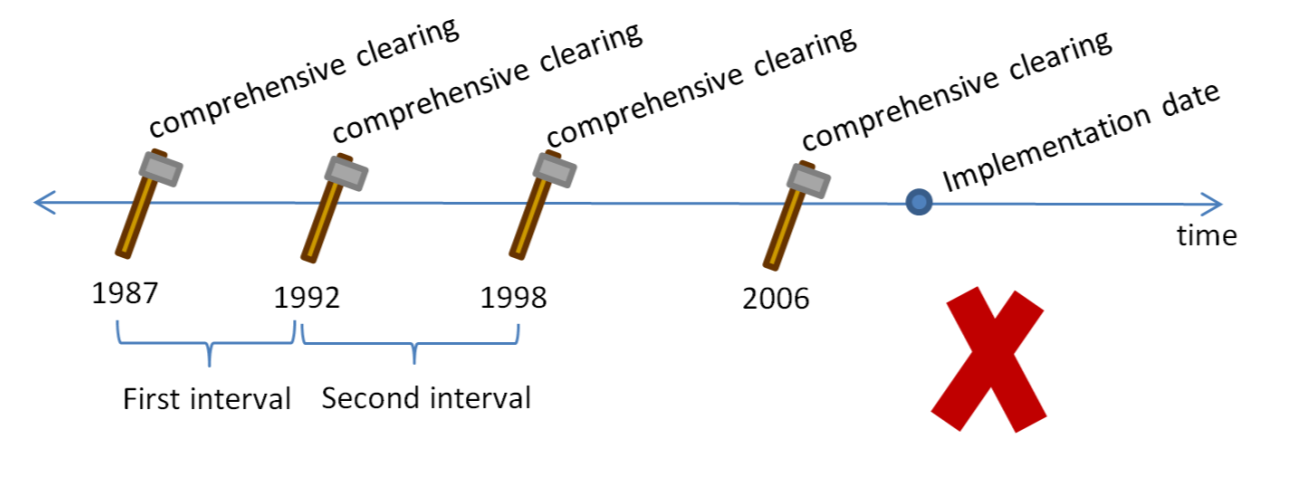 comprehensive clearing
comprehensive clearing
comprehensive clearing
comprehensive clearing
Implementation date
time
1987
1992
1998
2006
First interval
Second interval